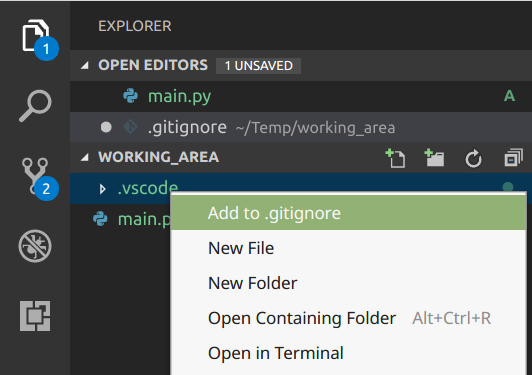 EXPLORER
1
OPEN EDITORS 1 UNSAVED
main.py A
.gitignore ~/Temp/working_area
WORKING_AREA
2
.vscode
Add to .gitignore
main.p
New File
New Folder
Open Containing Folder Alt+Ctrl+R
Open in Terminal